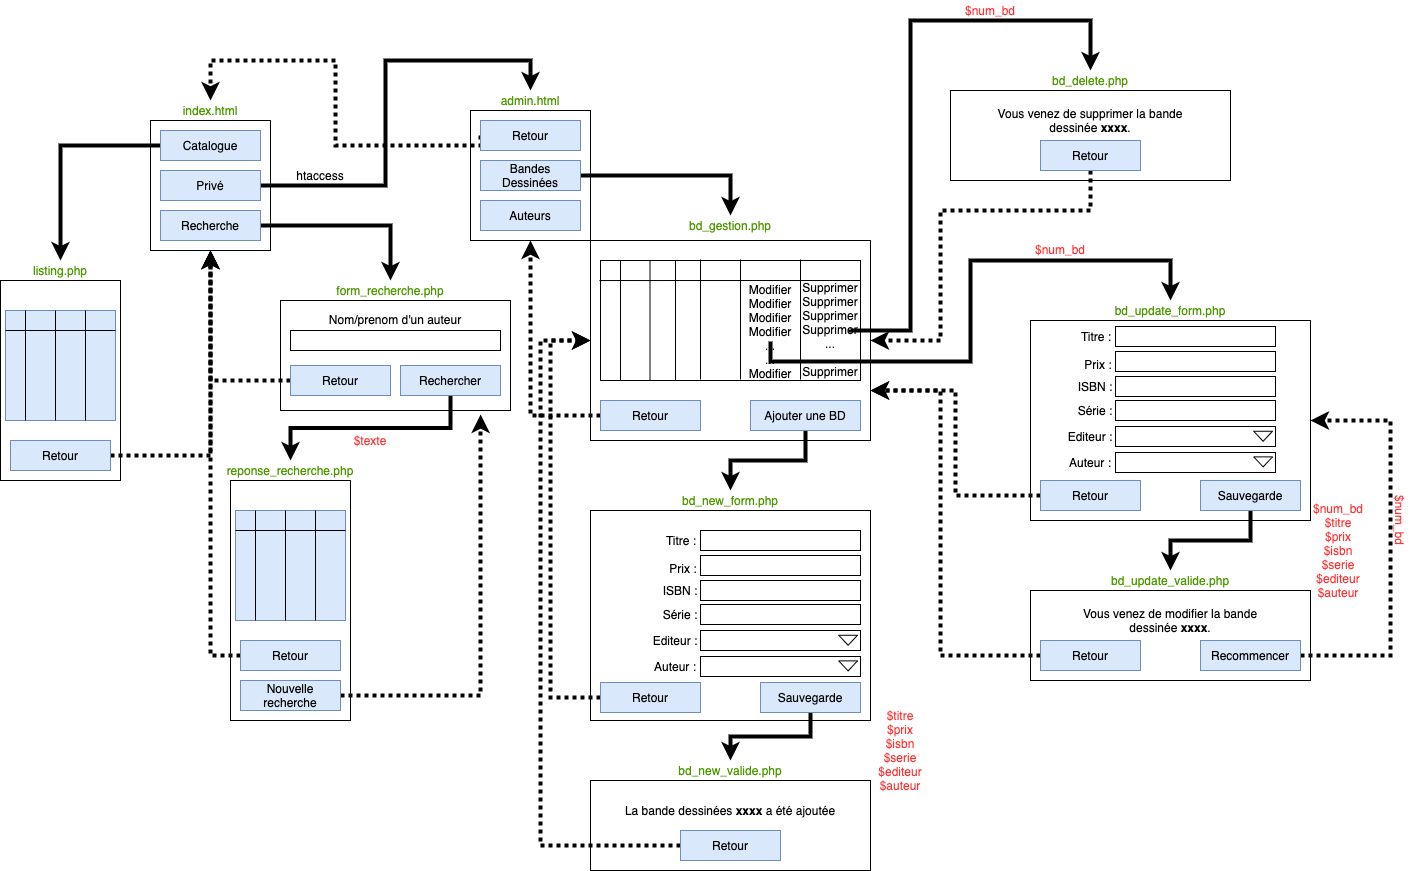 $num_bd
bd_delete.php
Vous venez de supprimer la bande
dessinée xxxx.
Retour
index.html
Catalogue
Privé
Recherche
htaccess
admin.html
Retour
Bandes
Dessinées
Auteurs
listing.php
Retour
form_recherche.php
Nom/prenom d'un auteur
Retour
Rechercher
$texte
reponse_recherche.php
Retour
Nouvelle
recherche
bd_gestion.php
Modifier
Supprimer
Modifier
Supprimer
Modifier
Supprimer
Modifier
Supprimer
...
...
Modifier
Supprimer
Retour
Ajouter une BD
$num_bd
bd_update_form.php
Titre :
Prix :
ISBN :
Série :
Editeur :
Auteur :
Retour
Sauvegarde
$num_bd
$titre
$prix
$isbn
$serie
$editeur
$auteur
$num_bd
bd_update_valide.php
Vous venez de modifier la bande
dessinée xxxx.
Retour
Recommencer
bd_new_form.php
Titre :
Prix :
ISBN :
Série :
Editeur :
Auteur :
Retour
Sauvegarde
$titre
$prix
$isbn
$serie
$editeur
$auteur
bd_new_valide.php
La bande dessinées xxxx a été ajoutée
Retour